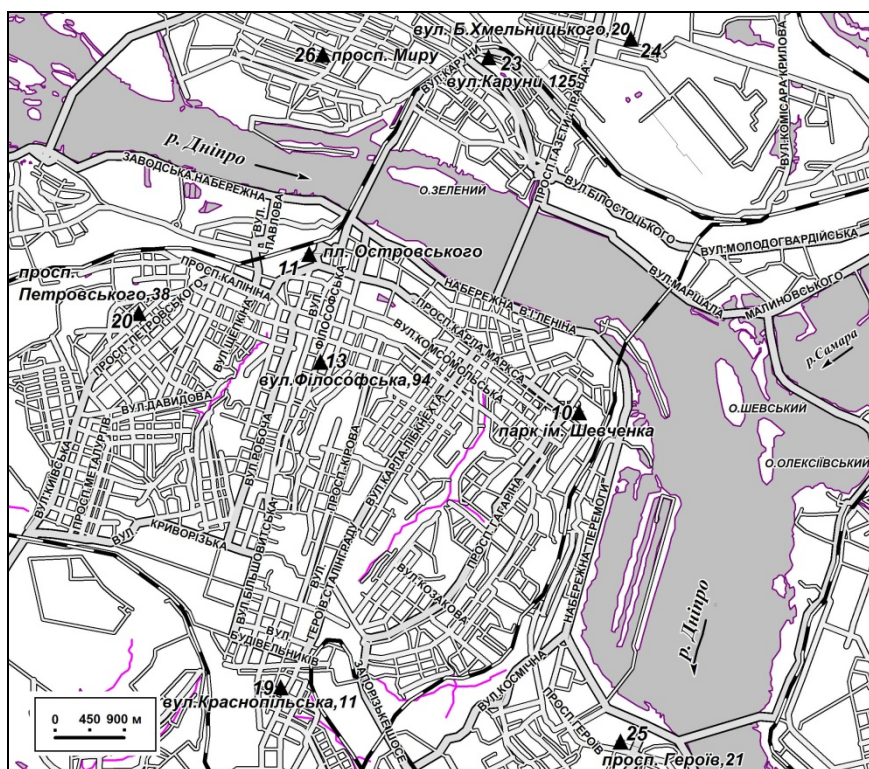 вул. Б.Хмельницького,20
24
26
просп. Миру
23
вул.Каруни 125
ВУЛ.КАРУНИ
ПРОСП.ГАЗЕТИ„ПРАВДА"
ВУЛ.КОМІСАРА КРИЛОВА
р. Дніпро
ЗАВОДСЬКА НАБЕРЕЖНА
О.ЗЕЛЕНИЙ
ВУЛ.БІЛОСТОЦЬКОГО
ВУЛ.
ПАВЛОВА
ВУЛ.МОЛОДОГВАРДІЙСЬКА
11
пл. Островського
просп.
Петровського,38
20
ПРОСП.КАЛІНІНА
ПРОСП.ПЕТРОВСЬКОГО
ВУЛ.ЩЕПКІНА
ВУЛ.
ФІЛОСОФСЬКА
НАБЕРЕЖНА В.І.ЛЕНІНА
ВУЛ.МАРШАЛА
МАЛИНОВСЬКОГО
ПРОСП.КАРЛА МАРКСА
ВУЛ.КОМСОМОЛЬСЬКА
р.Самара
13
вул.Філософська,94
10
парк ім. Шевченка
О.ШЕВСЬКИЙ
ВУЛ.ДАВИДОВА
ВУЛ.КИЇВСЬКА
ПРОСП.МЕТАЛУРГІВ
ВУЛ.РОБОЧА
ПРОСП.КІРОВА
ВУЛ.КАРЛА ЛІБКНЕХТА
О.ОЛЕКСІЇВСЬКИЙ
ПРОСП.ГАГАРІНА
НАБЕРЕЖНА ПЕРЕМОГИ
ВУЛ.
КРИВОРІЗЬКА
ВУЛ.БІЛЬШОВИТСЬКА
ВУЛ.
ГЕРОЇВ СТАЛІНГРАДУ
ВУЛ.КОЗАКОВА
р. Дніпро
ВУЛ.
БУДІВЕЛЬНИКІВ
ЗАПОРІЗЬКЕ ШОСЕ
ВУЛ.КОСМІЧНА
19
вул.Краснопільська,11
ПРОСП.ГЕРОЇВ
25
просп. Героїв,21
0 450 900 м